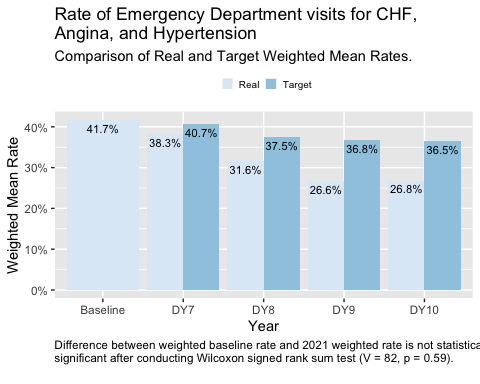 Rate of Emergency Department visits for CHF,
Angina, and Hypertension
Comparison of Real and Target Weighted Mean Rates.
Real Target
Weighted Mean Rate
40%
30%
20%
10%
0%
41.7%
38.3% 40.7%
31.6% 37.5%
26.6% 36.8%
26.8% 36.5%
Baseline DY7 DY8 DY9 DY10
Year
Difference between weighted baseline rate and 2021 weighted rate is not
significant after conducting Wilcoxon signed rank sum test (V = 82, p = 0.59).